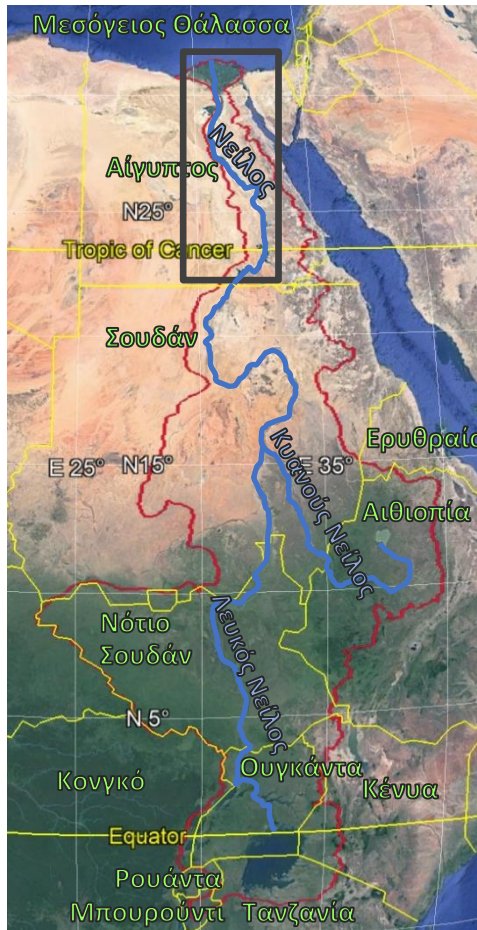 Μεσόγειος Θάλασσα
Νείλος
Αίγυπτος
N25°
Tropic of Cancer
Σουδάν
Ερυθραία
E 25°
N15°
E 35°
Κυανούς Νείλος
Αιθιοπία
Λευκός Νείλος
Νότιο
Σουδάν
N 5°
Ουγκάντα
Κονγκό
Κένυα
Equator
Ρουάντα
Μπουρούντι
Τανζανία